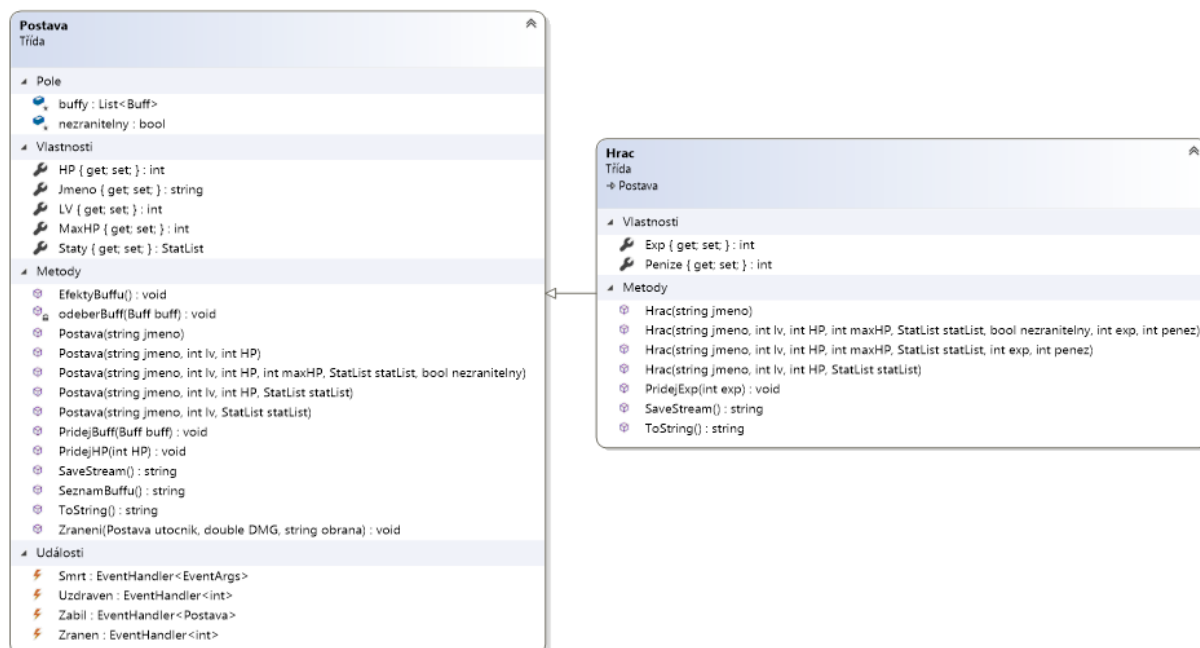 Postava
Třída
Pole
buffy : List<Buff>
nezranitelny : bool
Vlastnosti
HP { get; set; } : int
Jmeno { get; set; } : string
LV { get; set; } : int
MaxHP { get; set; } : int
Staty { get; set; } : StatList
Metody
EfektyBuffu() : void
odeberBuff(Buff buff) : void
Postava(string jmeno)
Postava(string jmeno, int lv, int HP)
Postava(string jmeno, int lv, int HP, int maxHP, StatList statList, bool nezranitelny)
Postava(string jmeno, int lv, int HP, StatList statList)
Postava(string jmeno, int lv, StatList statList)
PridejBuff(Buff buff) : void
PridejHP(int HP) : void
SaveStream() : string
SeznamBuffu() : string
ToString() : string
Zraneni(Postava utocnik, double DMG, string obrana) : void
Události
Smrt : EventHandler<EventArgs>
Uzdraven : EventHandler<int>
Zabil : EventHandler<Postava>
Zranen : EventHandler<int>
Hrac
Třída
Postava
Vlastnosti
Exp { get; set; } : int
Penize { get; set; } : int
Metody
Hrac(string jmeno)
Hrac(string jmeno, int lv, int HP, int maxHP, StatList statList, bool nezranitelny, int exp, int penez)
Hrac(string jmeno, int lv, int HP, int maxHP, StatList statList, int exp, int penez)
Hrac(string jmeno, int lv, int HP, StatList statList)
PridejExp(int exp) : void
SaveStream() : string
ToString() : string